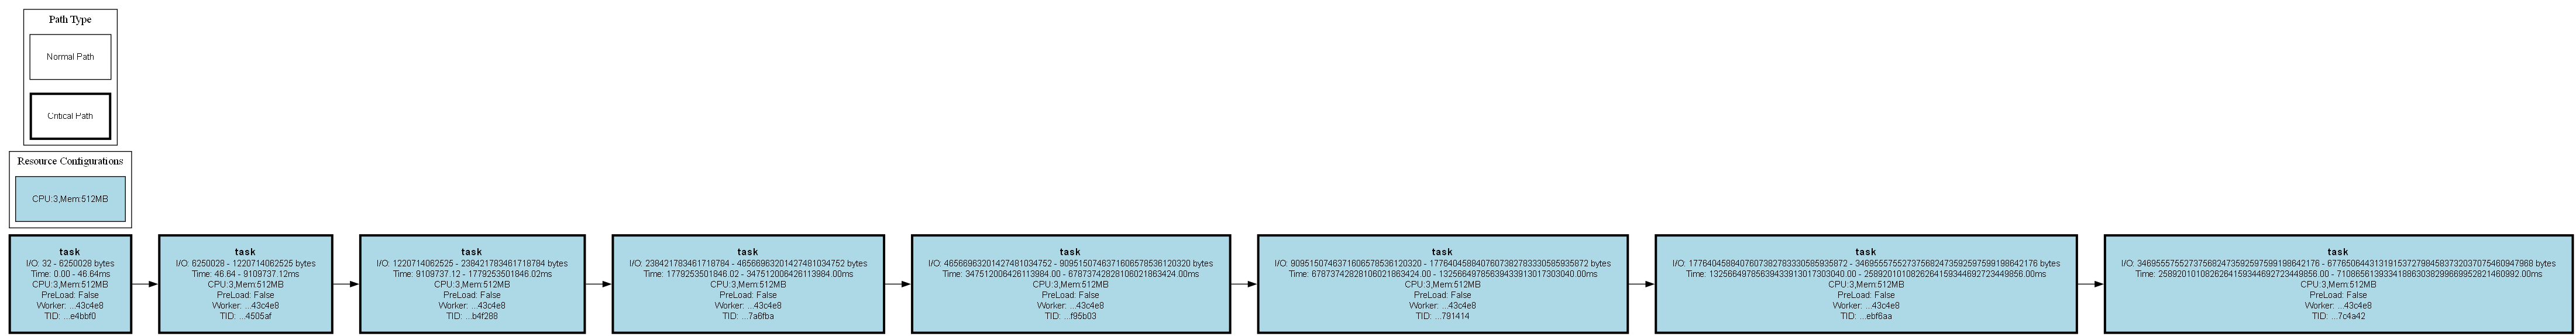 Path Type
Normal Path
Critical Path
Resource Configurations
CPU:3,Mem:512MB
task
I/O: 32 - 6250028 bytes
Time: 0.00 - 46.64ms
CPU:3,Mem:512MB
PreLoad: False
Worker: ...43c4e8
TID: ...e4bbf0
task
I/O: 6250028 - 1220714062525 bytes
Time: 46.64 - 9109737.12ms
CPU:3,Mem:512MB
PreLoad: False
Worker: ...43c4e8
TID: ...4505af
task
I/O: 1220714062525 - 238421783461718784 bytes
Time: 9109737.12 - 1779253501846.02ms
CPU:3,Mem:512MB
PreLoad: False
Worker: ...43c4e8
TID: ...b4f288
task
I/O: 238421783461718784 - 46566963201427481034752 bytes
Time: 1779253501846.02 - 347512006426113984.00ms
CPU:3,Mem:512MB
PreLoad: False
Worker: ...43c4e8
TID: ...7a6fba
task
I/O: 46566963201427481034752 - 9095150746371606578536120320 bytes
Time: 347512006426113984.00 - 67873742828106021863424.00ms
CPU:3,Mem:512MB
PreLoad: False
Worker: ...43c4e8
TID: ...f95b03
task
I/O: 9095150746371606578536120320 - 1776404588407607382783330585935872 bytes
Time: 67873742828106021863424.00 - 13256649785639433913017303040.00ms
CPU:3,Mem:512MB
PreLoad: False
Worker: ...43c4e8
TID: ...791414
task
I/O: 1776404588407607382783330585935872 - 346955575527375682473592597599198642176 bytes
Time: 13256649785639433913017303040.00 - 2589201010826264159344692723449856.00ms
CPU:3,Mem:512MB
PreLoad: False
Worker: ...43c4e8
TID: ...ebf6aa
task
I/O: 346955575527375682473592597599198642176 - 67765064431319153727984583732037075460947968 bytes
Time: 2589201010826264159344692723449856.00 - 710865613933418863038299669952821460992.00ms
CPU:3,Mem:512MB
PreLoad: False
Worker: ...43c4e8
TID: ...7c4a42